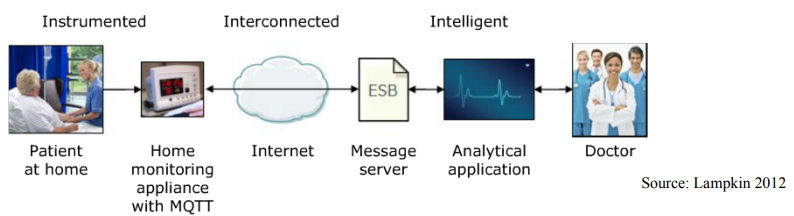 Instrumented
Interconnected
Intelligent
ESB
Patient
at home
Home
monitoring
appliance
with MQTT
Internet
Message
server
Analytical
application
Doctor
Source: Lampkin 2012